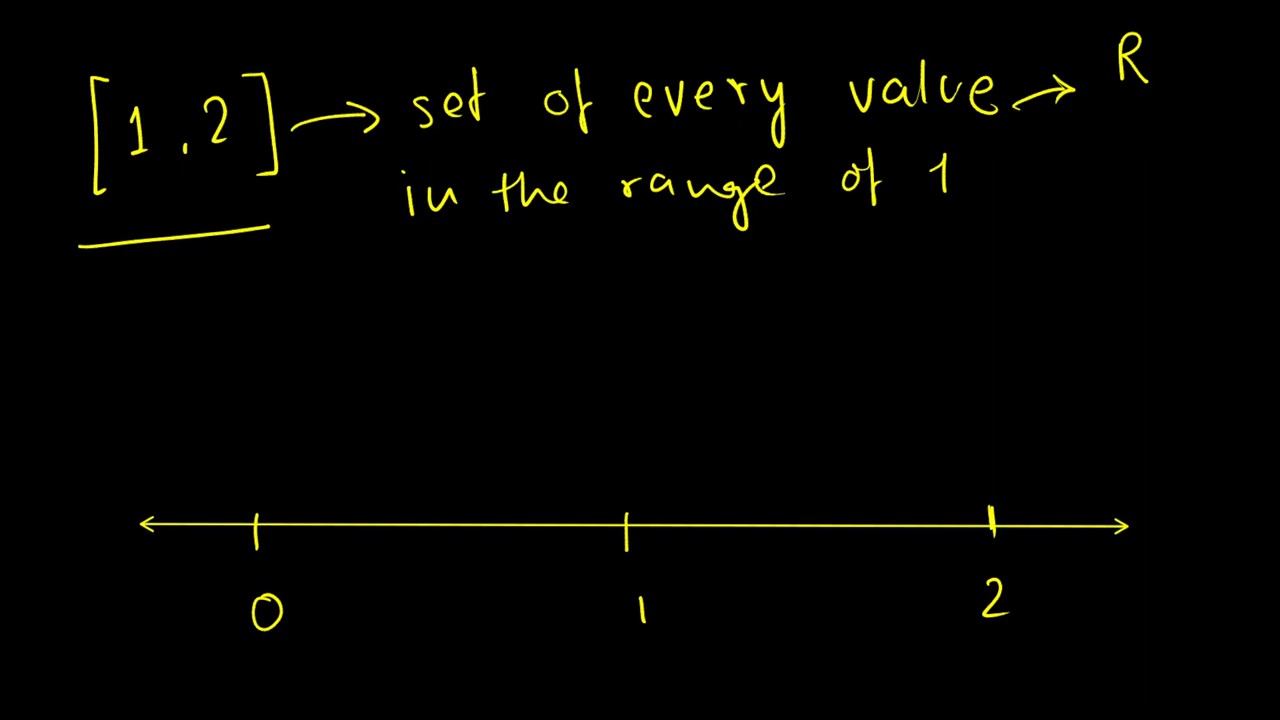 [1,2] → set of every value → R
in the range of 1
0 1 2